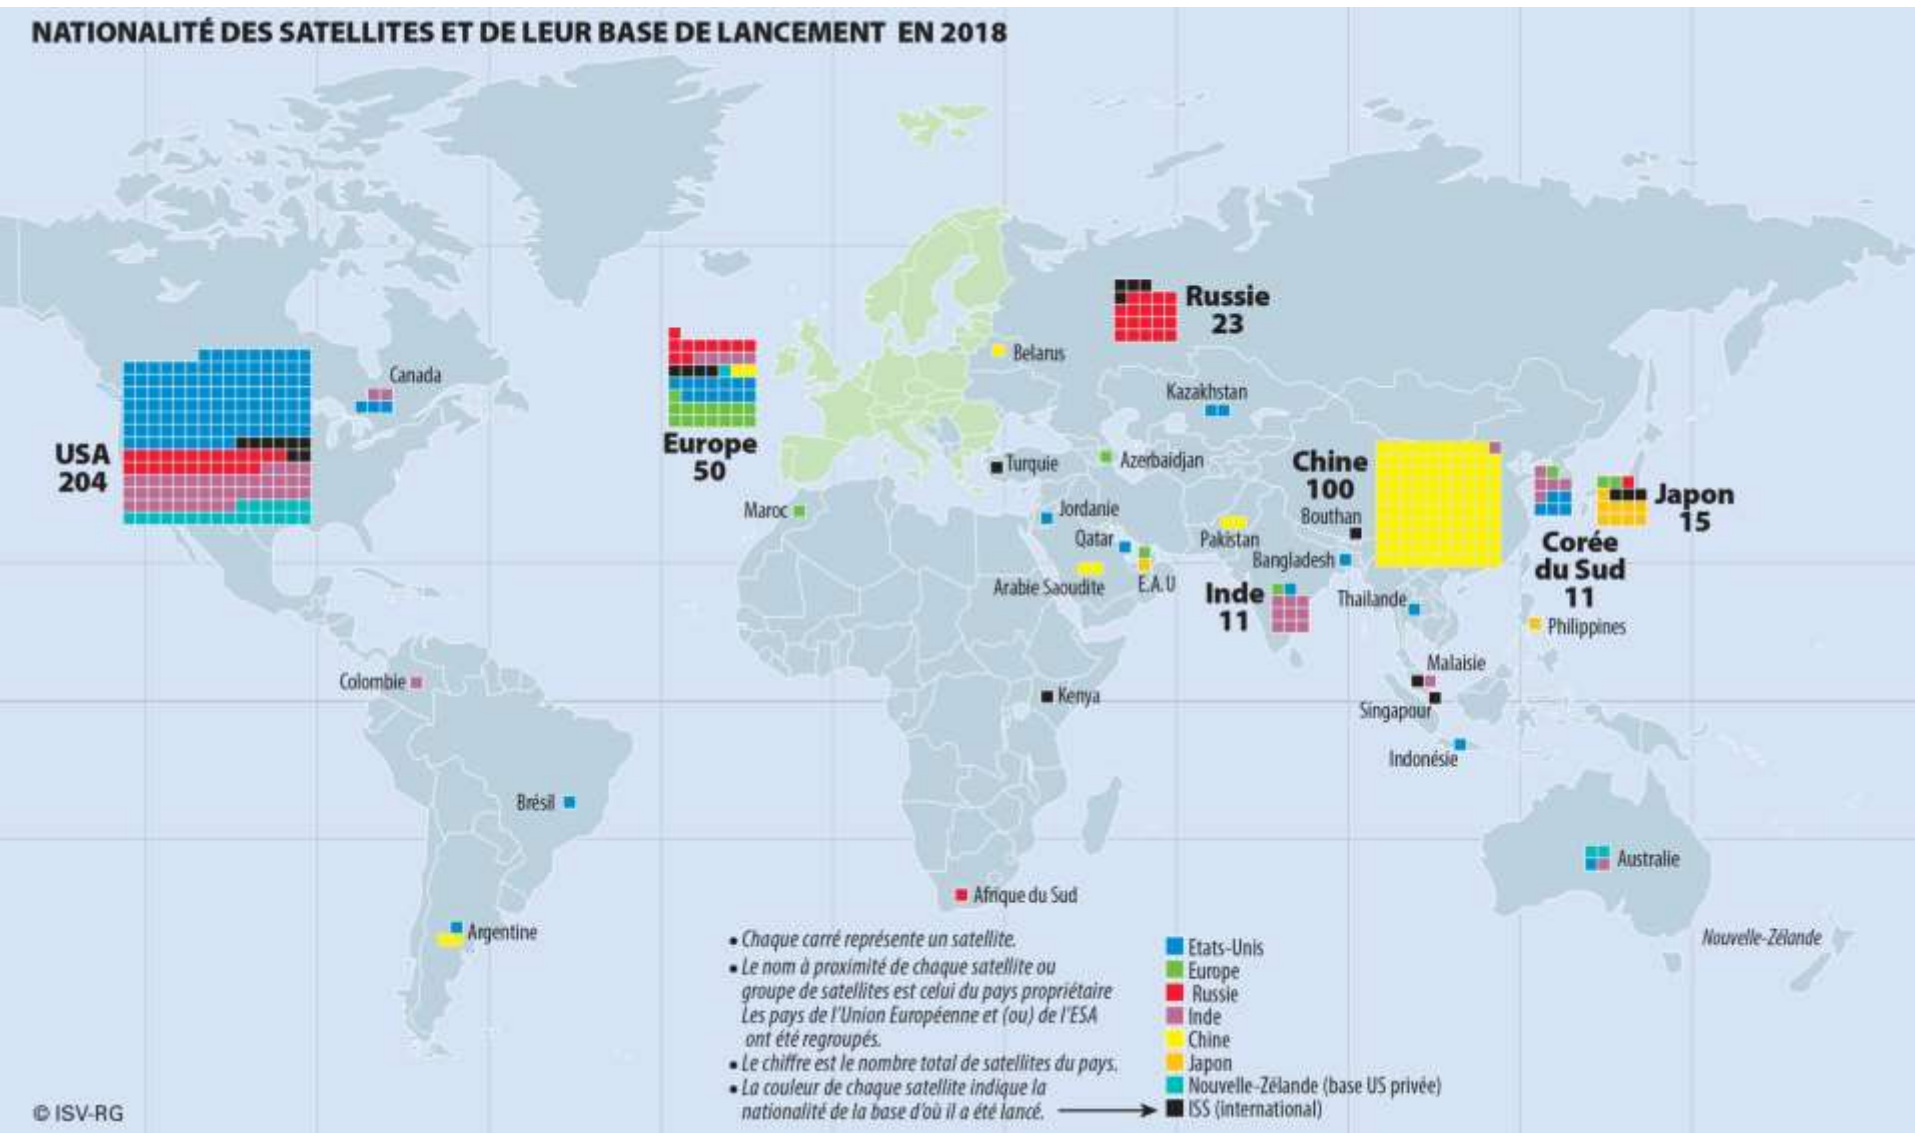 NATIONALITÉ DES SATELLITES ET DE LEUR BASE DE LANCEMENT EN 2018
Russie
23
Belarus
Canada
Kazakhstan
USA
204
Europe
50
Turquie
Azerbaidjan
Chine
100
Japon
15
Maroc
Jordanie
Bouthan
Qatar
Pakistan
Bangladesh
Corée
du Sud
11
Arabie Saoudite
E.A.U
Inde
11
Thailande
Philippines
Malaisie
Colombie
Kenya
Singapour
Indonésie
Brésil
Australie
Afrique du Sud
Argentine
Nouvelle-Zélande
• Chaque carré représente un satellite.
• Le nom à proximité de chaque satellite ou
groupe de satellites est celui du pays propriétaire
Les pays de l'Union Européenne et (ou) de l'ESA
ont été regroupés.
• Le chiffre est le nombre total de satellites du pays.
• La couleur de chaque satellite indique la
nationalité de la base d'où il a été lancé.
Etats-Unis
Europe
Russie
Inde
Chine
Japon
Nouvelle-Zélande (base US privée)
ISS (international)
© ISV-RG